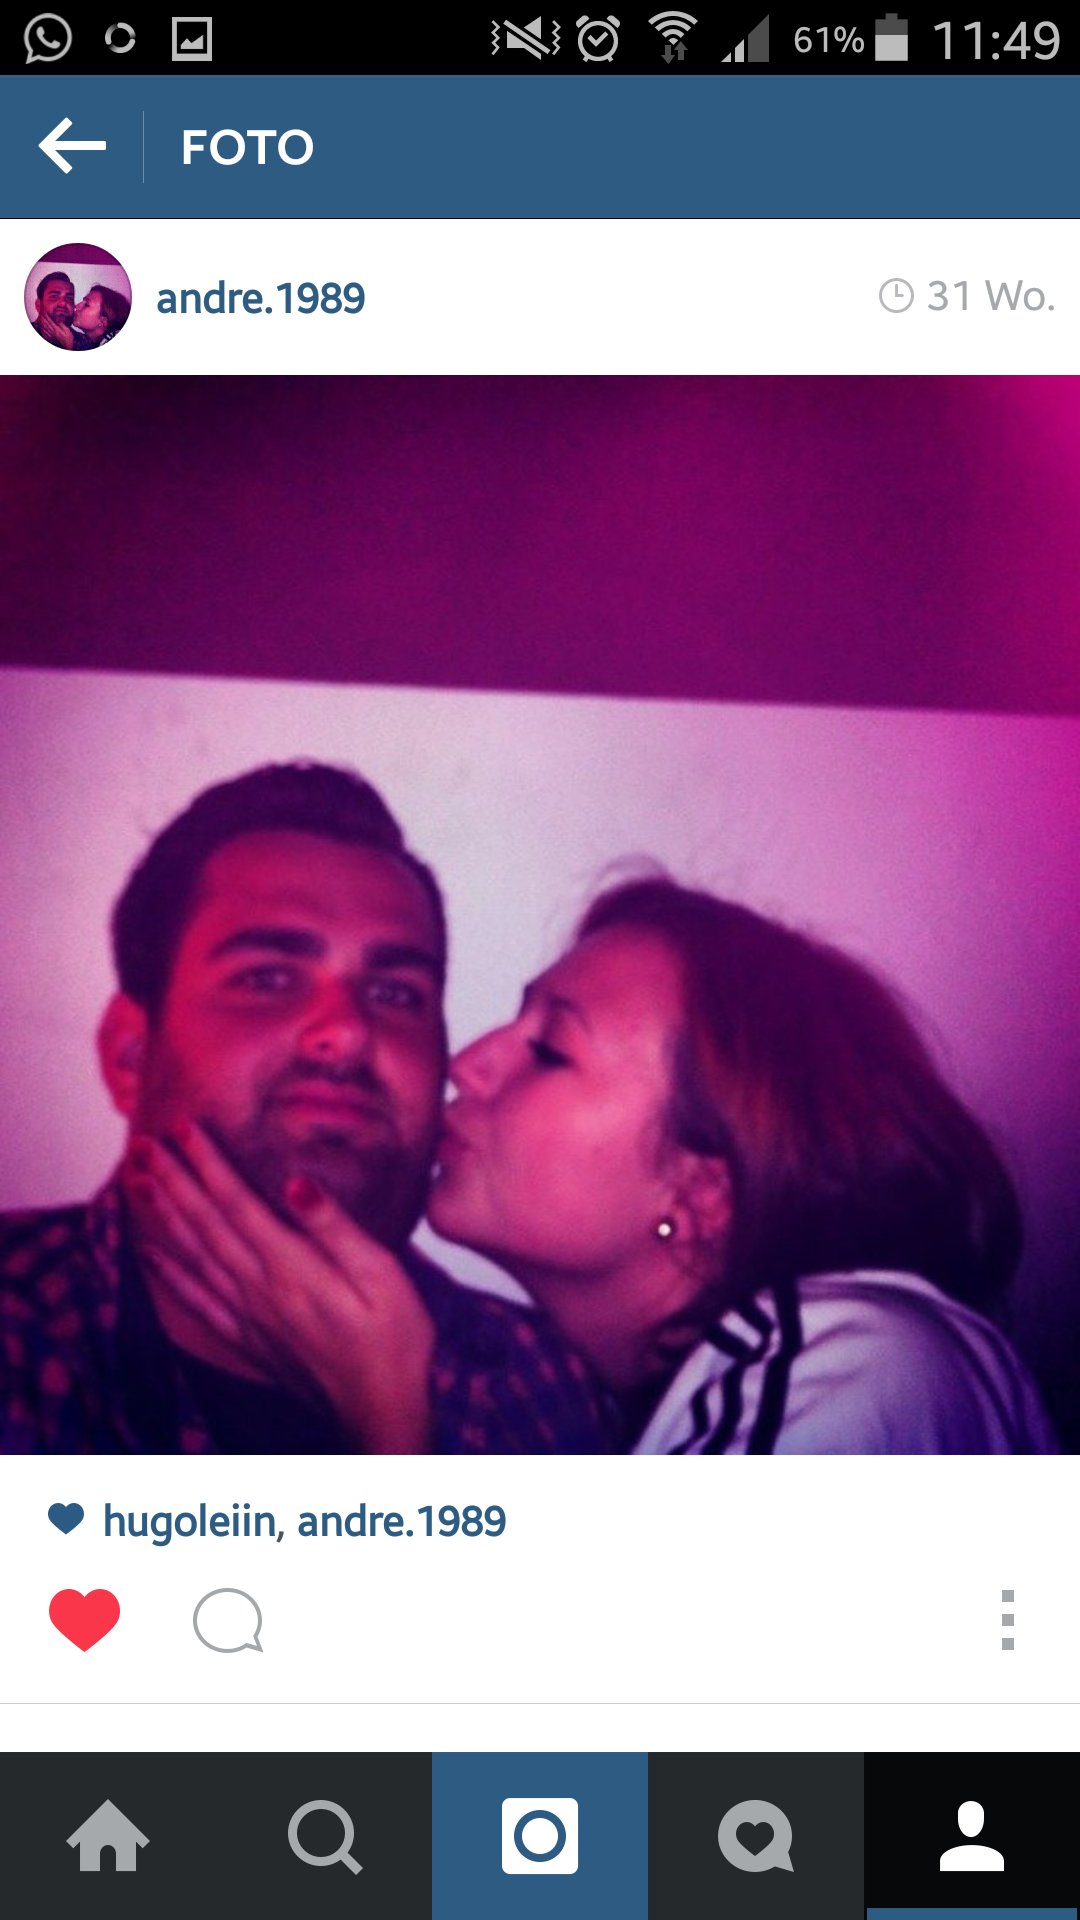 61% 11:49
FOTO
andre.1989 31 Wo.
hugoleiin, andre.1989